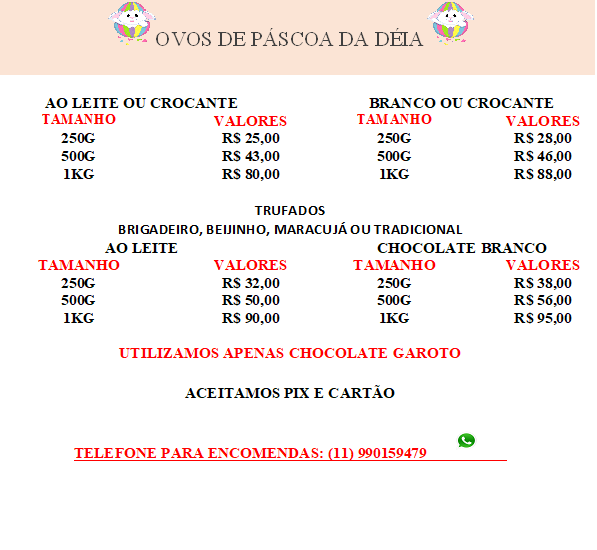 OVOS DE PÁSCOA DA DÉIA
AO LEITE OU CROCANTE BRANCO OU CROCANTE
TAMANHO VALORES TAMANHO VALORES
250G R$ 25,00 250G R$ 28,00
500G R$ 43,00 500G R$ 46,00
1KG R$ 80,00 1KG R$ 88,00
TRUFADOS
BRIGADEIRO, BEIJINHO, MARACUJÁ OU TRADICIONAL
AO LEITE CHOCOLATE BRANCO
TAMANHO VALORES TAMANHO VALORES
250G R$ 32,00 250G R$ 38,00
500G R$ 50,00 500G R$ 56,00
1KG R$ 90,00 1KG R$ 95,00
UTILIZAMOS APENAS CHOCOLATE GAROTO
ACEITAMOS PIX E CARTÃO
TELEFONE PARA ENCOMENDAS: (11) 990159479